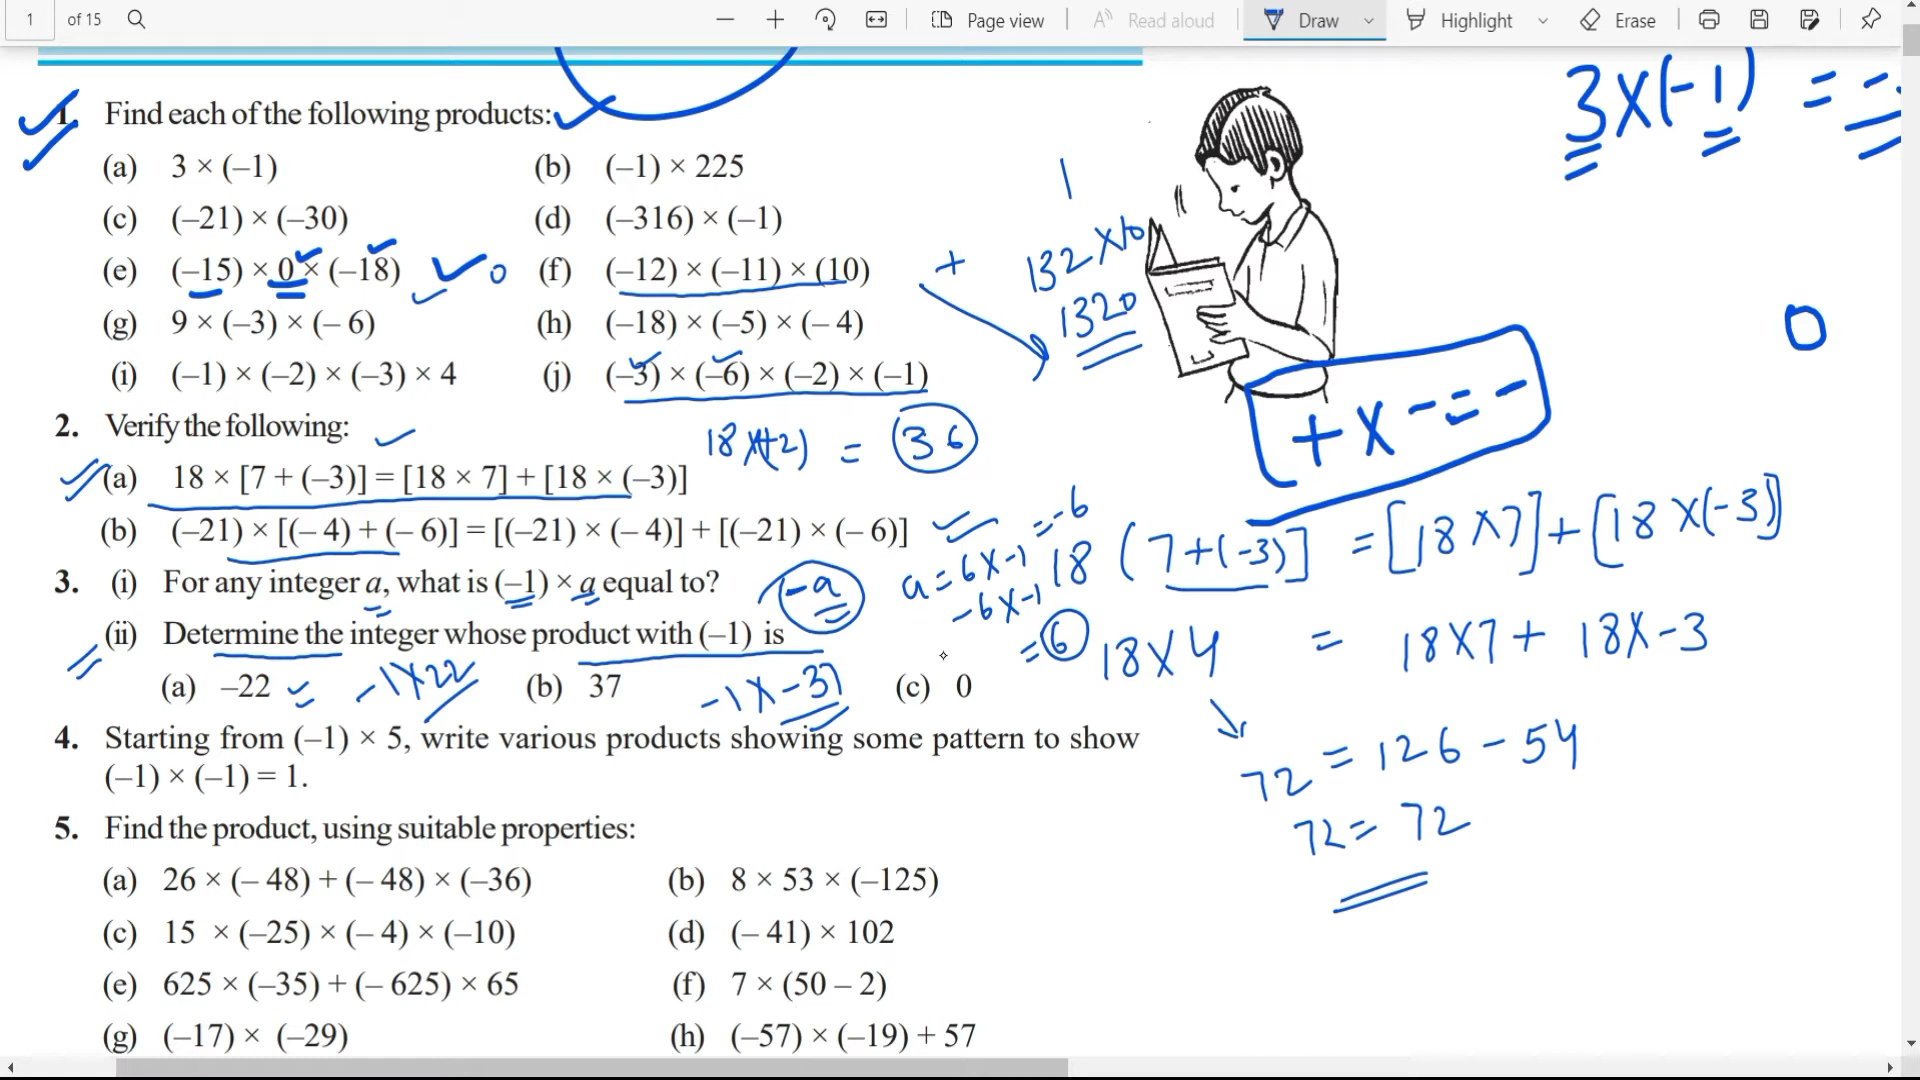 1 of 15 Page view Read aloud Draw Highlight Erase
3 × (-1) =
1. Find each of the following products:
(a) 3 × (–1) (b) (–1) × 225
(c) (–21) × (–30) (d) (–316) × (–1)
(e) (–15) × 0 × (–18) 0 (f) (–12) × (–11) × (10)
+ 132 × 10
1320
(g) 9 × (–3) × (– 6) (h) (–18) × (–5) × (– 4)
0
(i) (–1) × (–2) × (–3) × 4 (j) (–3) × (–6) × (–2) × (–1)
+ x - = -
2. Verify the following:
18 × (+2) = 36
(a) 18 × [7 + (–3)] = [18 × 7] + [18 × (–3)]
(b) (–21) × [(– 4) + (– 6)] = [(–21) × (– 4)] + [(–21) × (– 6)]
18 (7+(-3)] = [18 × 7] + [18 × (-3)]
3. (i) For any integer a, what is (–1) × a equal to? -a
a = 6 x -1 = -6
-6 x -1
= 6
(ii) Determine the integer whose product with (–1) is
18 X 4 = 18 X 7 + 18 X -3
(a) –22 -1 X 22 (b) 37 -1 X -37 (c) 0
4. Starting from (–1) × 5, write various products showing some pattern to show
(–1) × (–1) = 1.
72 = 126 - 54
72 = 72
5. Find the product, using suitable properties:
(a) 26 × (– 48) + (– 48) × (–36) (b) 8 × 53 × (–125)
(c) 15 × (–25) × (– 4) × (–10) (d) (– 41) × 102
(e) 625 × (–35) + (– 625) × 65 (f) 7 × (50 – 2)
(g) (–17) × (–29) (h) (–57) × (–19) + 57